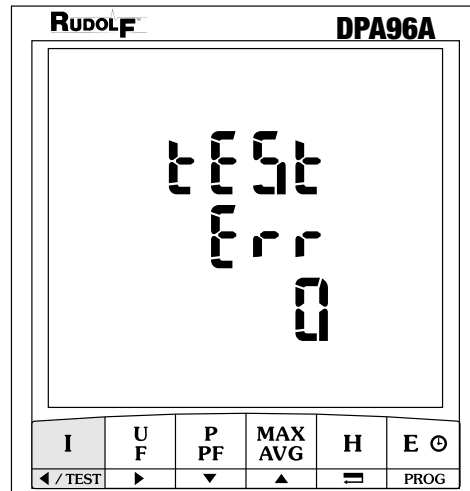 RUDOLF DPA96A
tESt
Err
0
I U F P PF MAX AVG H E
/ TEST PROG